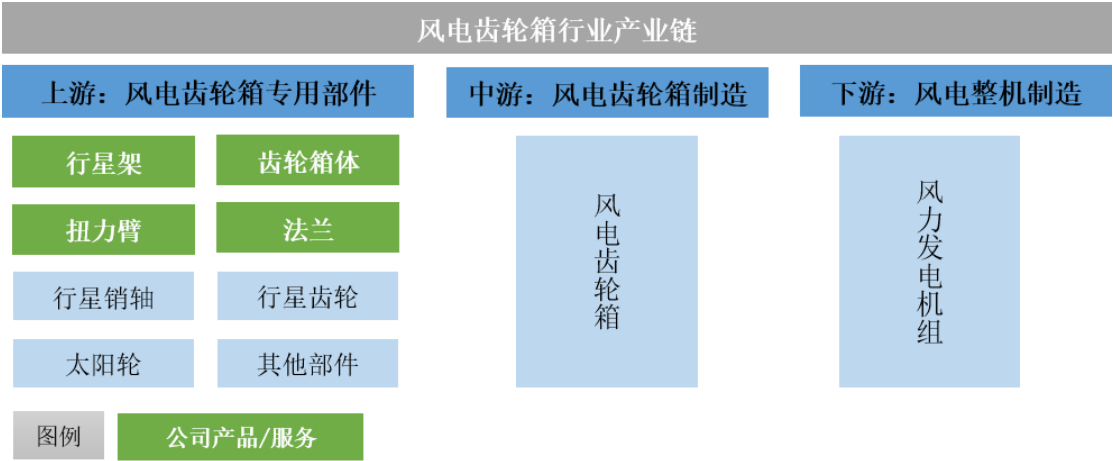 风电齿轮箱行业产业链
上游：风电齿轮箱专用部件
中游：风电齿轮箱制造
下游：风电整机制造
行星架
齿轮箱体
扭力臂
法兰
行星销轴
行星齿轮
太阳轮
其他部件
风电齿轮箱
风力发电机组
图例
公司产品/服务